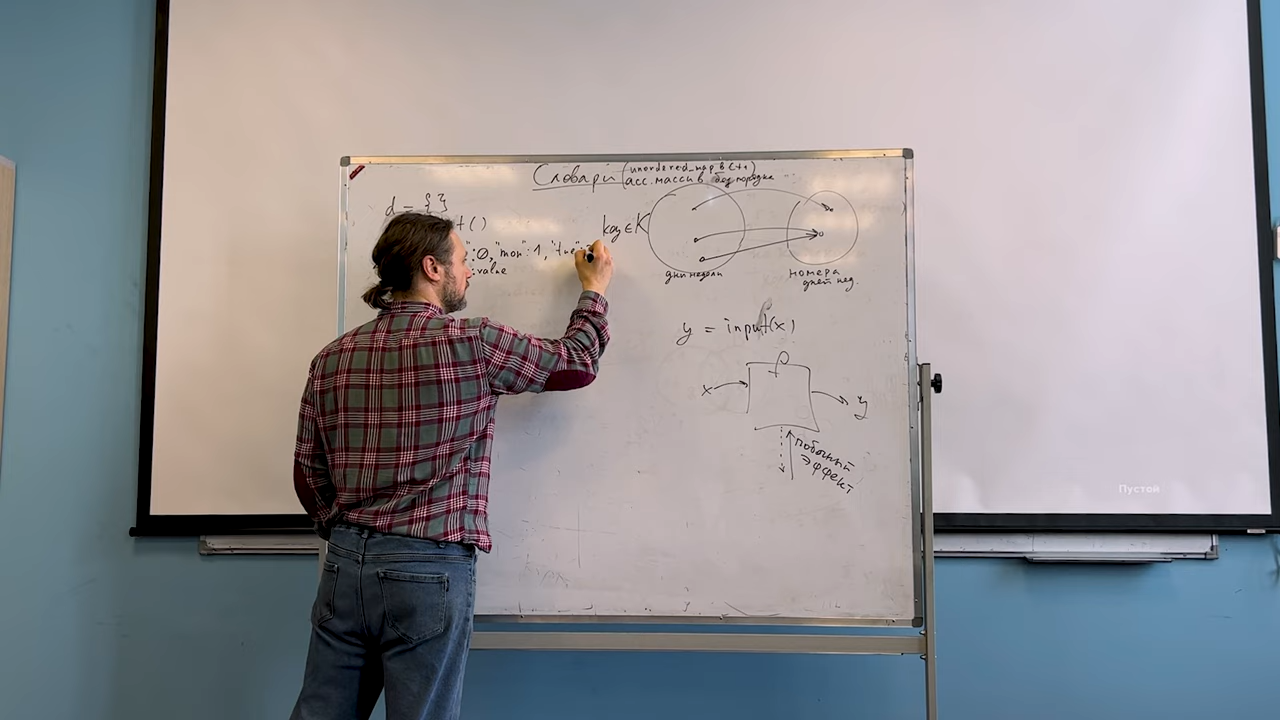 Словари (unordered_map в C++)
асс. массив без порядка
d = {}
t()
":0, "mon":1, "tue":
value
key ∈ K
дни недели
номера
дней нед.
y = input(x)
f
x
y
побочный
эффект
Пустой